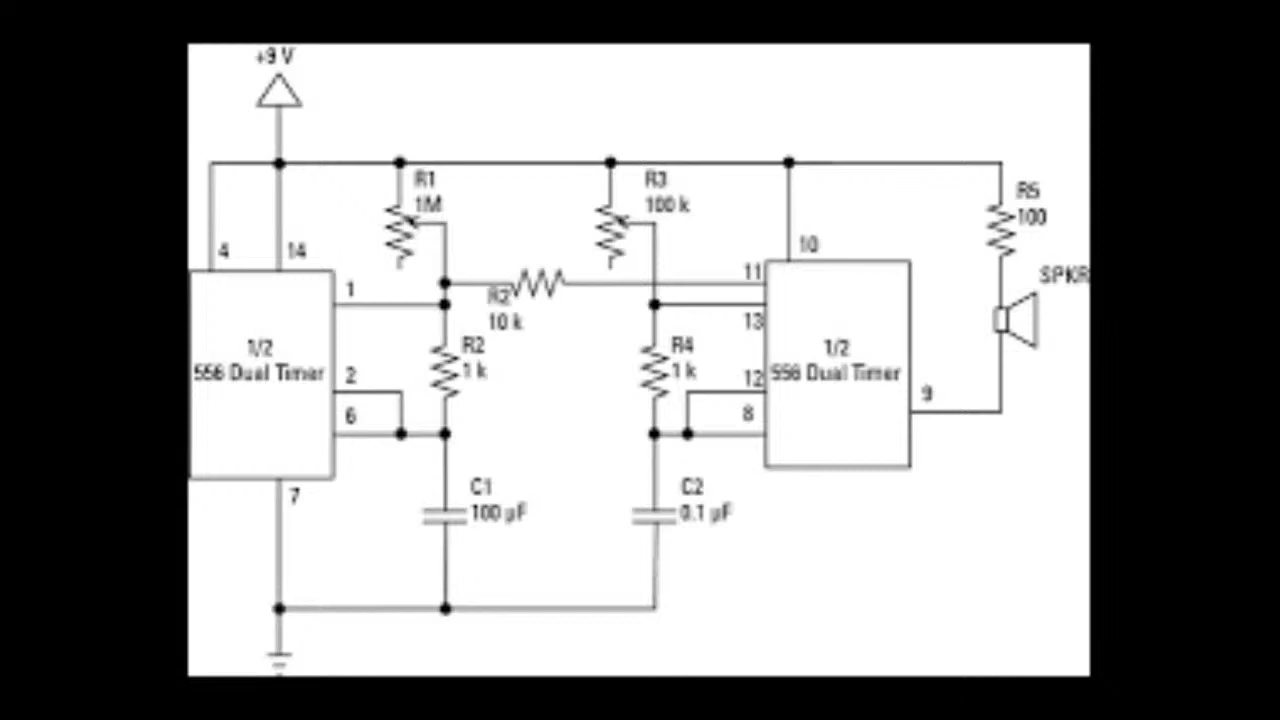 +9 V
R1
1M
R3
100 k
R5
100
4
14
10
11
SPKR
1
R2
10 k
13
1/2
556 Dual Timer
R2
1 k
R4
1 k
1/2
556 Dual Timer
2
12
9
6
8
7
C1
100 µF
C2
0.1 µF